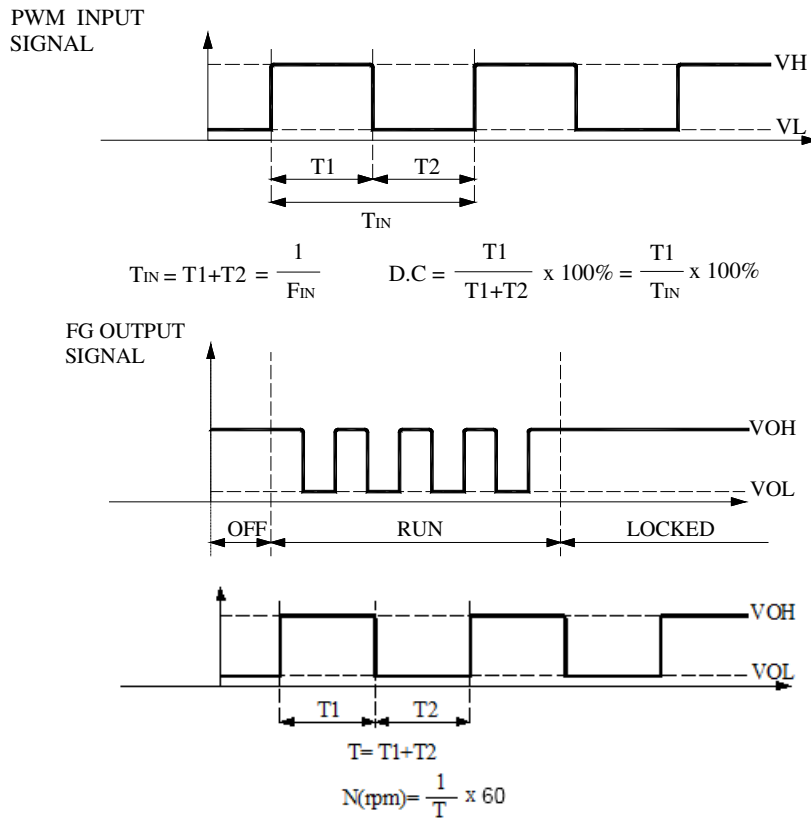 PWM INPUT
SIGNAL
VH
VL
T1 T2
TIN
TIN = T1+T2 = 1/FIN D.C = T1/(T1+T2) x 100% = T1/TIN x 100%
FG OUTPUT
SIGNAL
VOH
VOL
OFF RUN LOCKED
VOH
VOL
T1 T2
T= T1+T2
N(rpm)= 1/T x 60